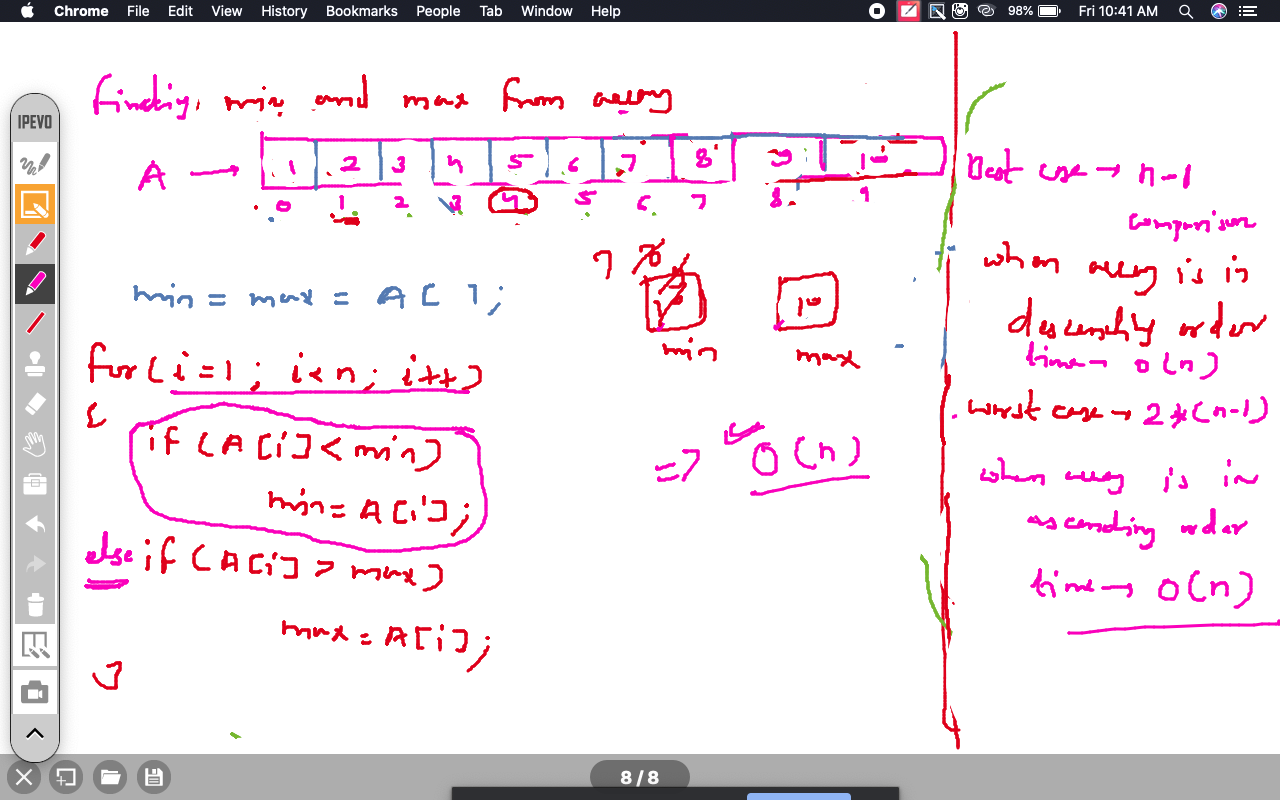 Chrome File Edit View History Bookmarks People Tab Window Help 98% Fri 10:41 AM
IPEVO
finding min and max from array
A → 1 2 3 4 5 6 7 8 9 10
0 1 2 3 4 5 6 7 8 9
min = max = A[ ];
7 8
10
min max
for(i=1; i<n; i++)
{
if (A[i]<min)
min=A[i];
else if (A[i] > max)
max=A[i];
}
=> O(n)
Best case → n-1
comparison
when array is in
descending order
time → O(n)
worst case → 2*(n-1)
when array is in
ascending order
time → O(n)
8 / 8